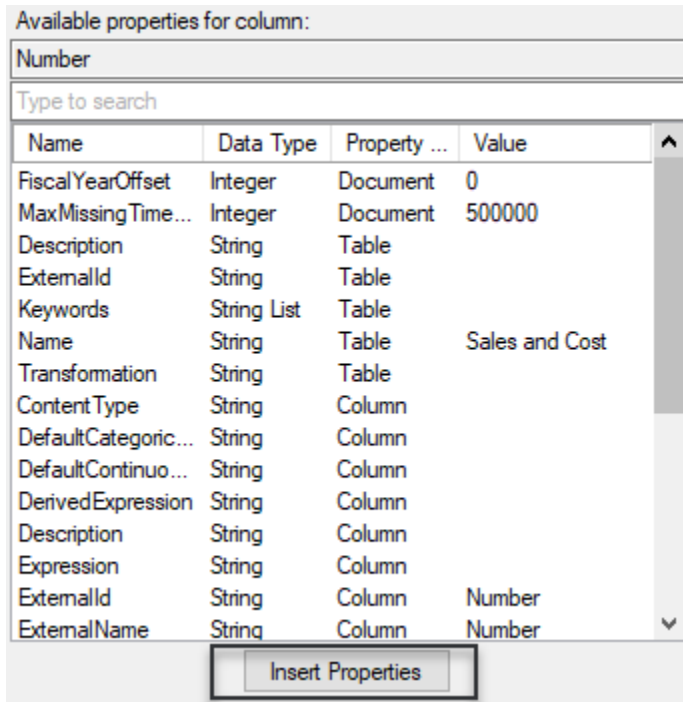 Available properties for column:
Number
Type to search
Name Data Type Property ... Value
FiscalYearOffset Integer Document 0
MaxMissingTime... Integer Document 500000
Description String Table
ExternalId String Table
Keywords String List Table
Name String Table Sales and Cost
Transformation String Table
ContentType String Column
DefaultCategoric... String Column
DefaultContinuo... String Column
DerivedExpression String Column
Description String Column
Expression String Column
ExternalId String Column Number
ExternalName String Column Number
Insert Properties